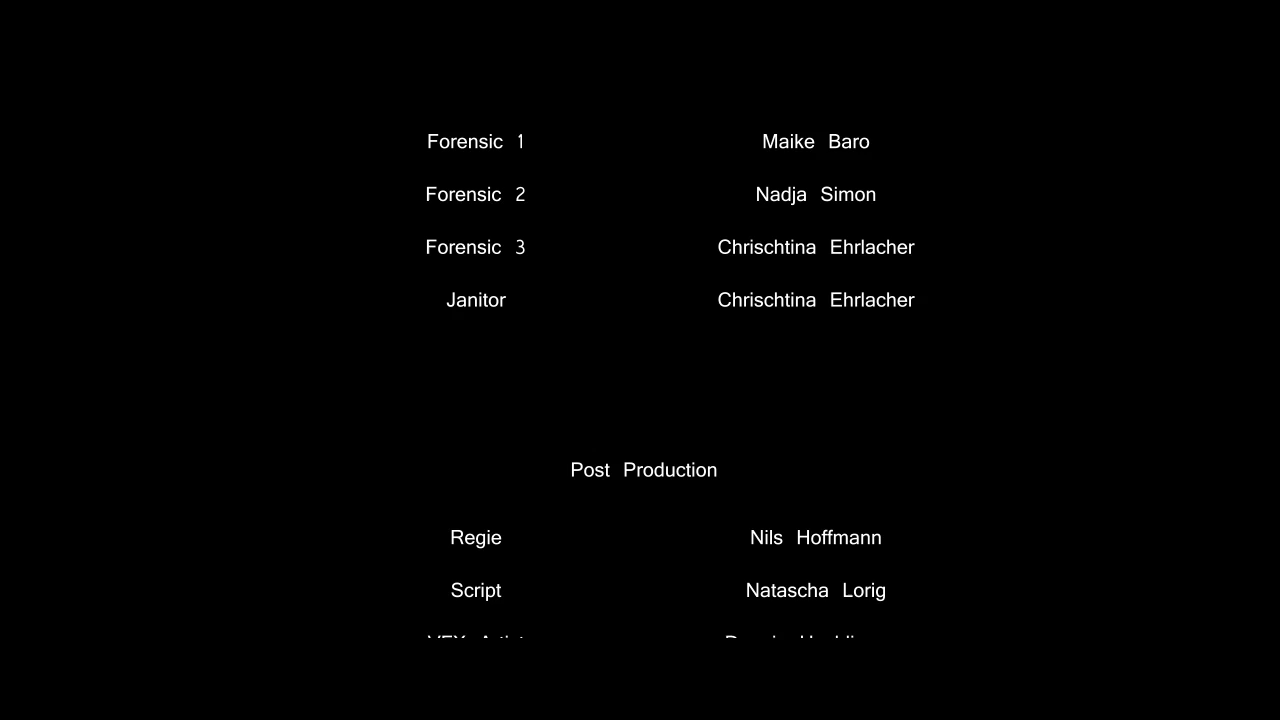 Forensic 1 Maike Baro
Forensic 2 Nadja Simon
Forensic 3 Chrischtina Ehrlacher
Janitor Chrischtina Ehrlacher
Post Production
Regie Nils Hoffmann
Script Natascha Lorig